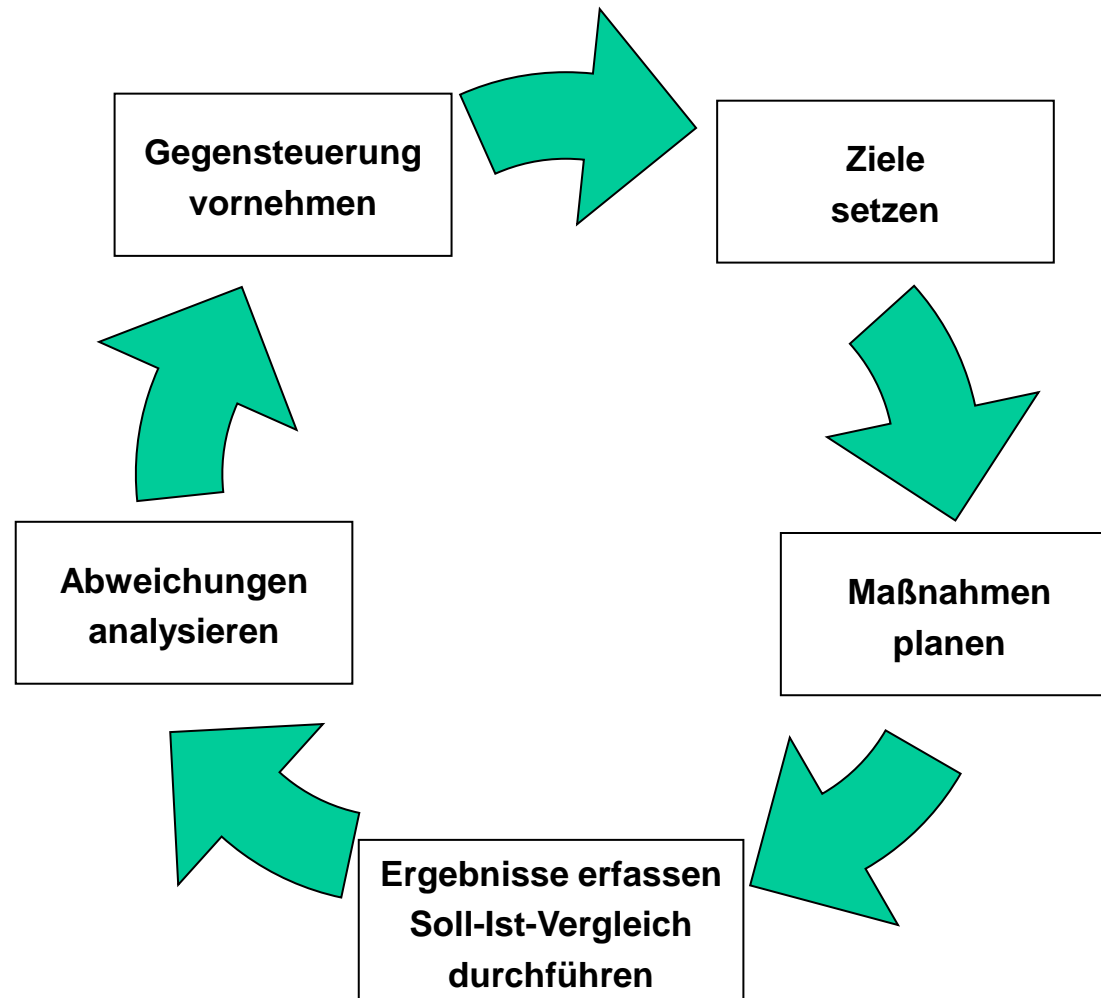 Gegensteuerung
vornehmen
Ziele
setzen
Abweichungen
analysieren
Maßnahmen
planen
Ergebnisse erfassen
Soll-Ist-Vergleich
durchführen